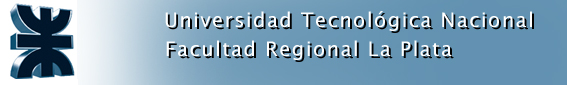 Universidad Tecnológica Nacional
Facultad Regional La Plata